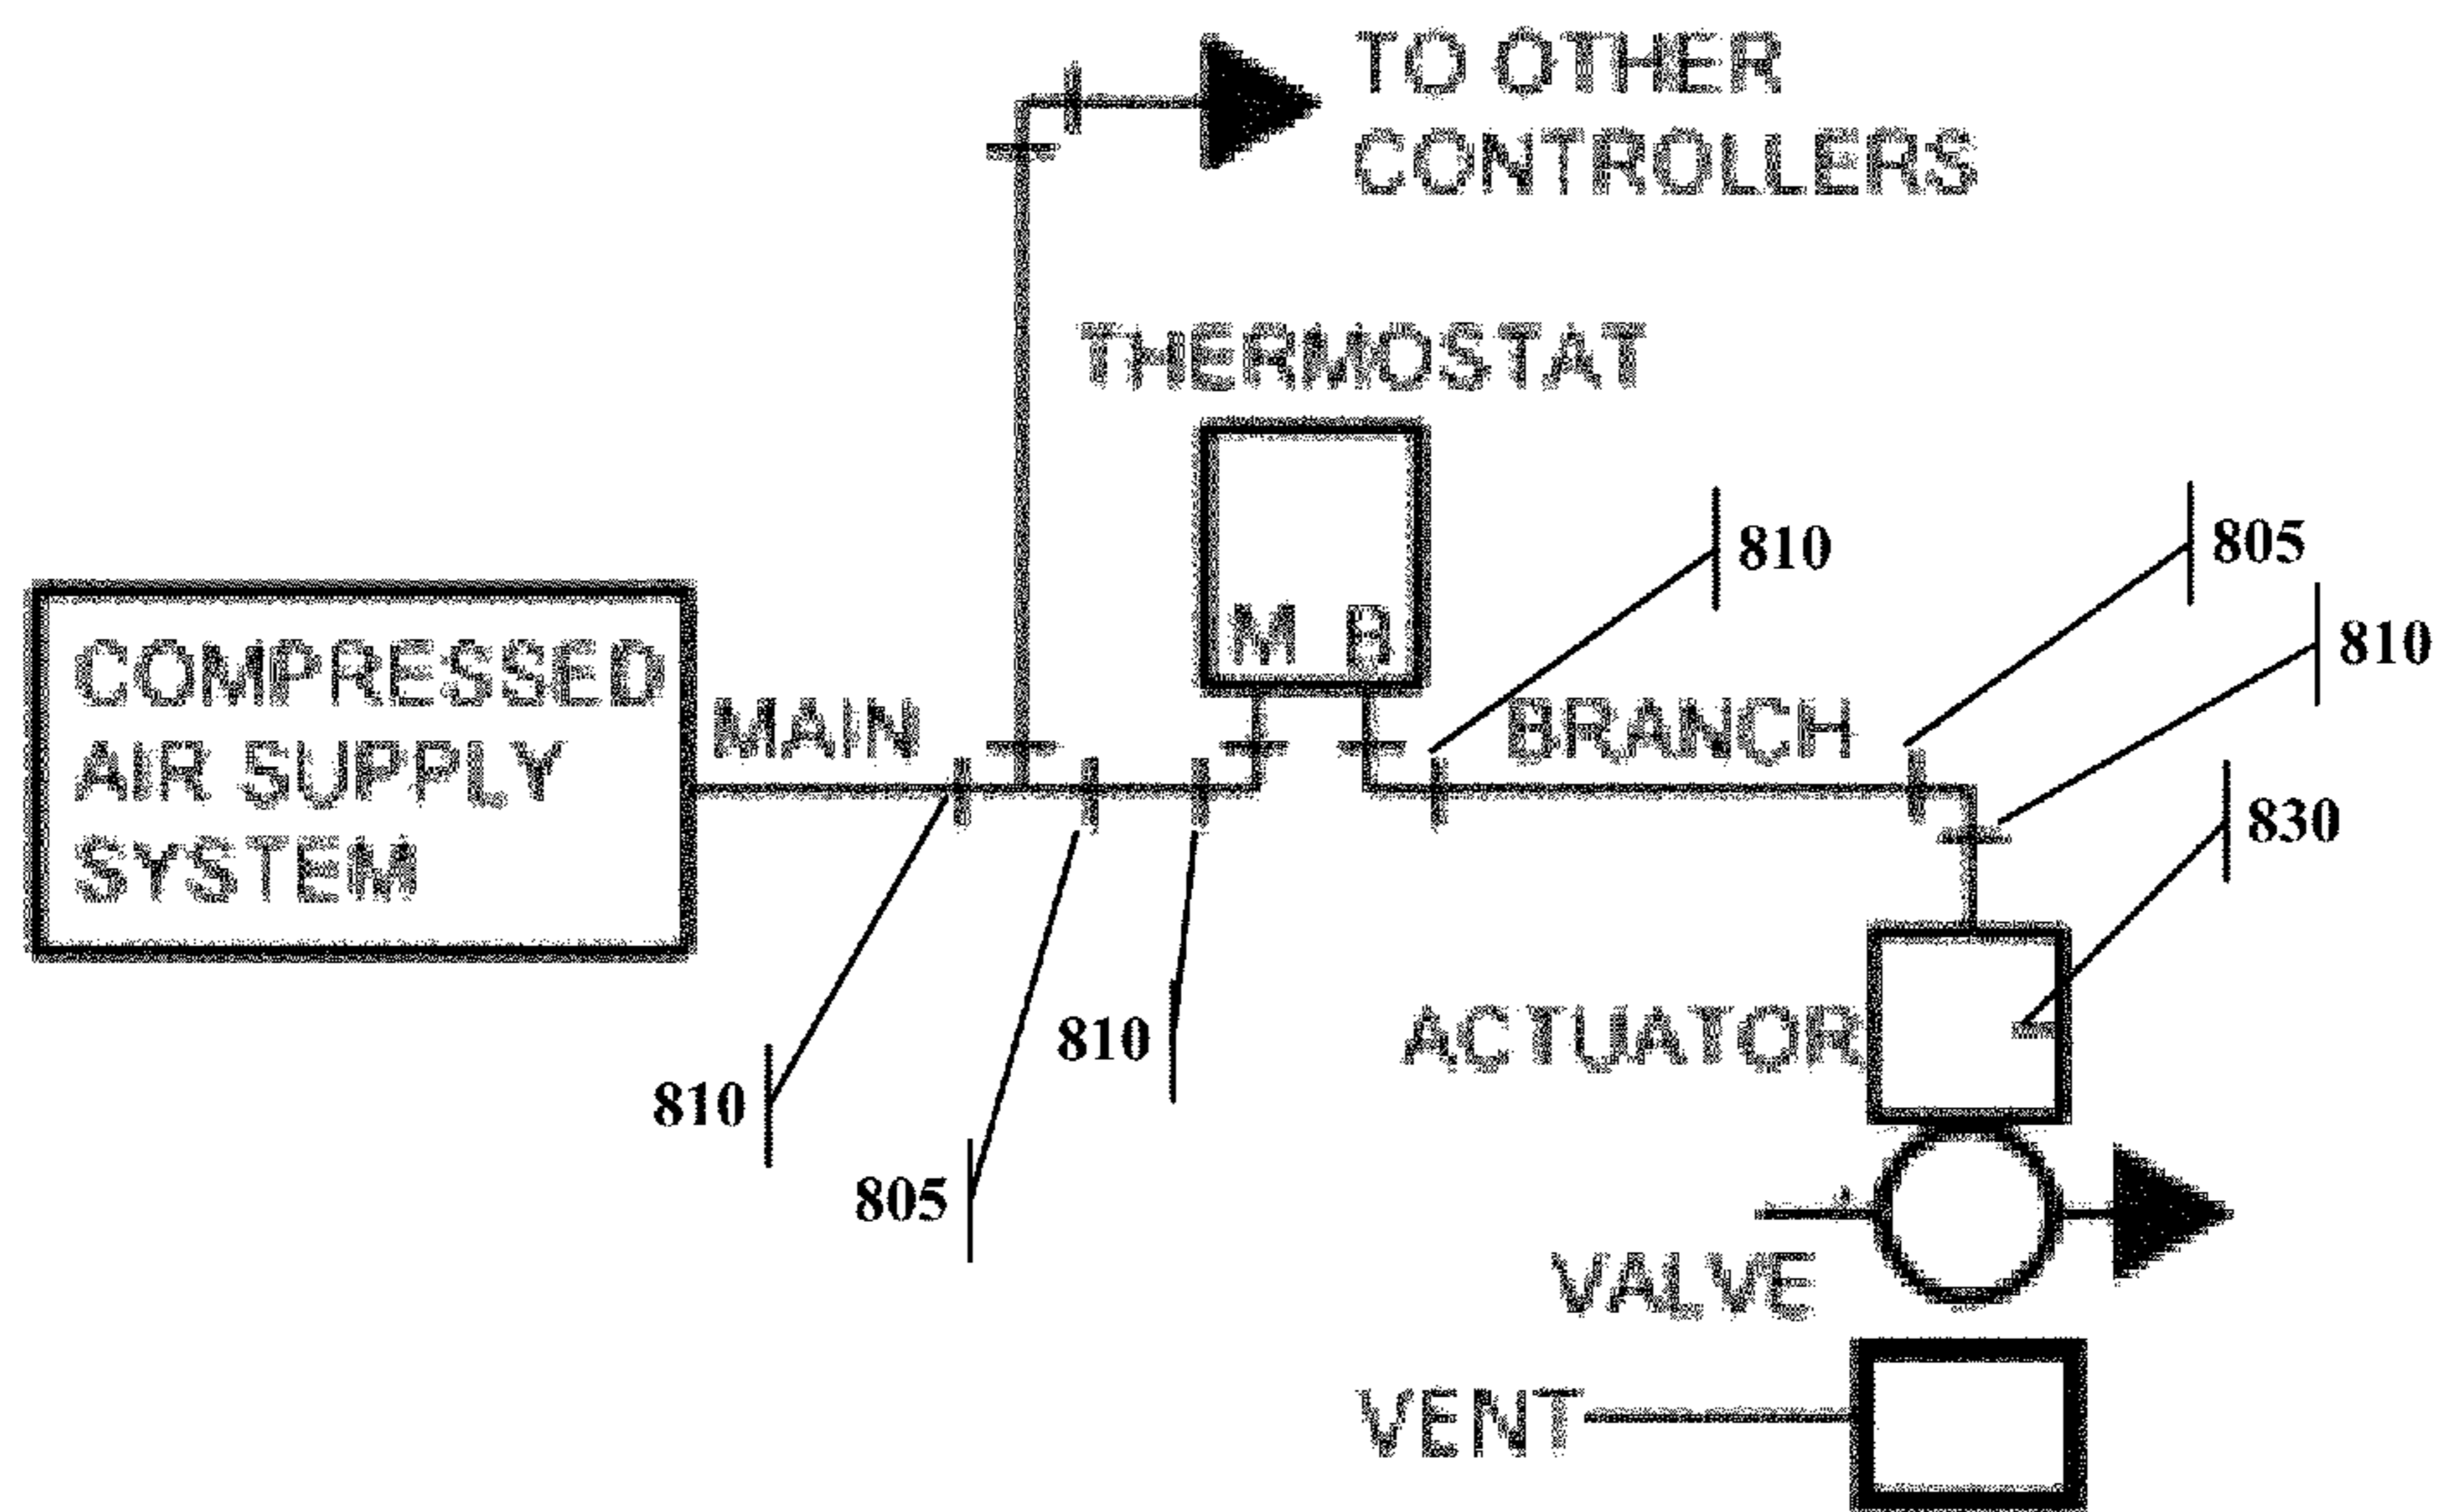 TO OTHER
CONTROLLERS
THERMOSTAT
M B
810
805
810
COMPRESSED
AIR SUPPLY
SYSTEM
MAIN
BRANCH
830
810
810
805
ACTUATOR
VALVE
VENT